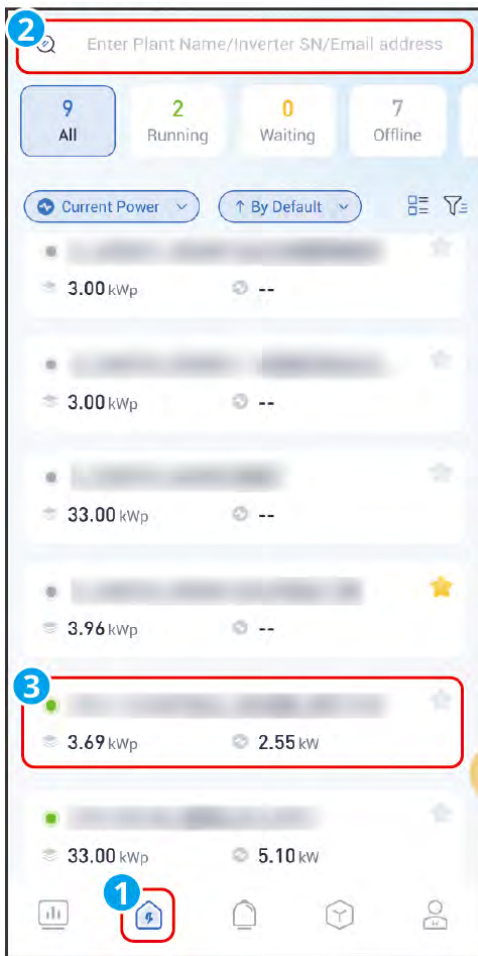 2
Enter Plant Name/Inverter SN/Email address
9 2 0 7
All Running Waiting Offline
Current Power ↑ By Default
3.00 kWp --
3.00 kWp --
33.00 kWp --
3.96 kWp --
3
3.69 kWp 2.55 kW
33.00 kWp 5.10 kW
1